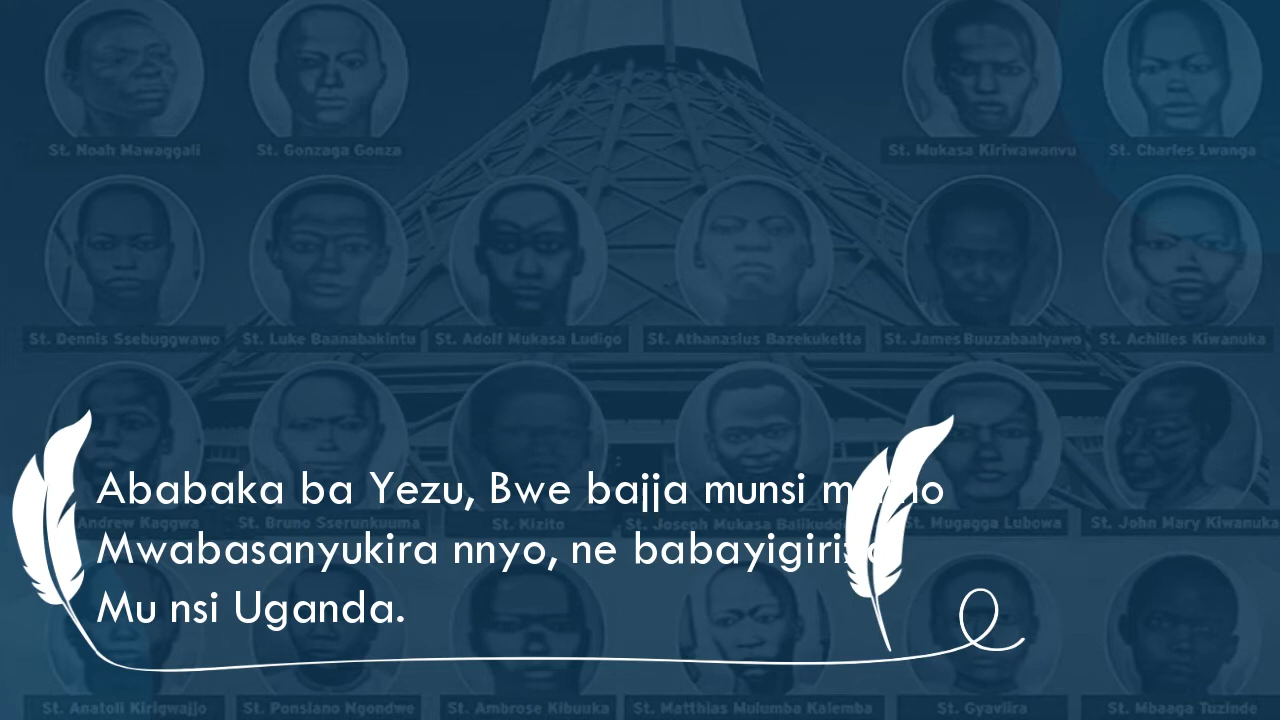 St. Noah Mawaggali St. Gonzaga Gonza St. Mukasa Kiriwawanvu St. Charles Lwanga
St. Dennis Ssebuggwawo St. Luke Baanabakintu St. Adolf Mukasa Ludigo St. Athanasius Bazekuketta St. James Buuzabaalyawo St. Achilles Kiwanuka
Ababaka ba Yezu, Bwe bajja munsi
Andrew Kaggwa St. Bruno Sserunkuuma St. Kizito St. Joseph Mukasa St. Mugagga Lubowa St. John Mary Kiwanuka
Mwabasanyukira nnyo, ne
Mu nsi Uganda.
St. Anatoli Kirigwajjo St. Ponsiano Ngondwe St. Ambrose Kibuuka St. Matthias Mulumba Kalemba St. Gyaviira St. Mbaaga Tuzinde